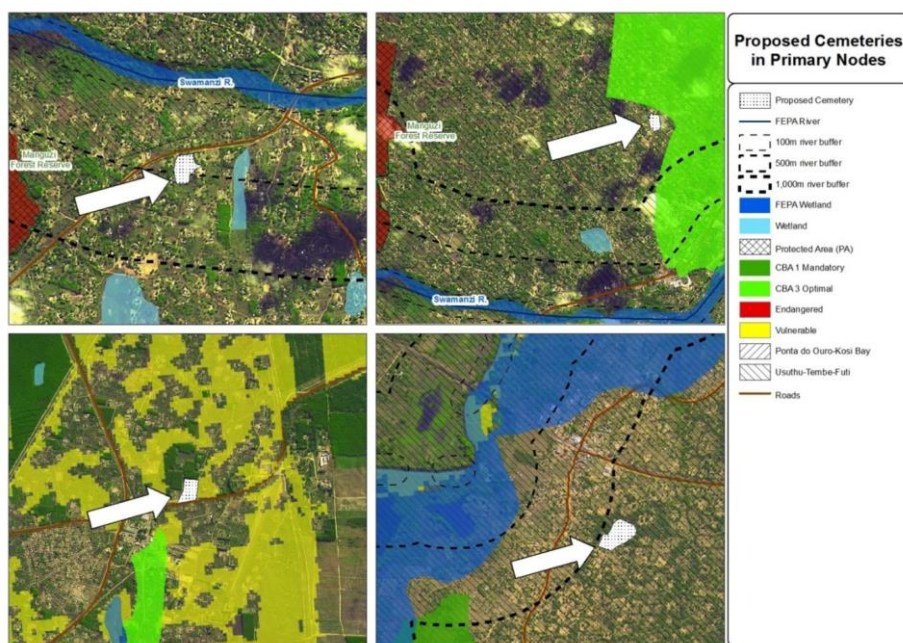 Swamanzi R.
Manguzi
Forest Reserve
Manguzi
Forest Reserve
Swamanzi R.
Proposed Cemeteries
in Primary Nodes
Proposed Cemetery
FEPA River
100m river buffer
500m river buffer
1,000m river buffer
FEPA Wetland
Wetland
Protected Area (PA)
CBA 1 Mandatory
CBA 3 Optimal
Endangered
Vulnerable
Ponta do Ouro-Kosi Bay
Usuthu-Tembe-Futi
Roads